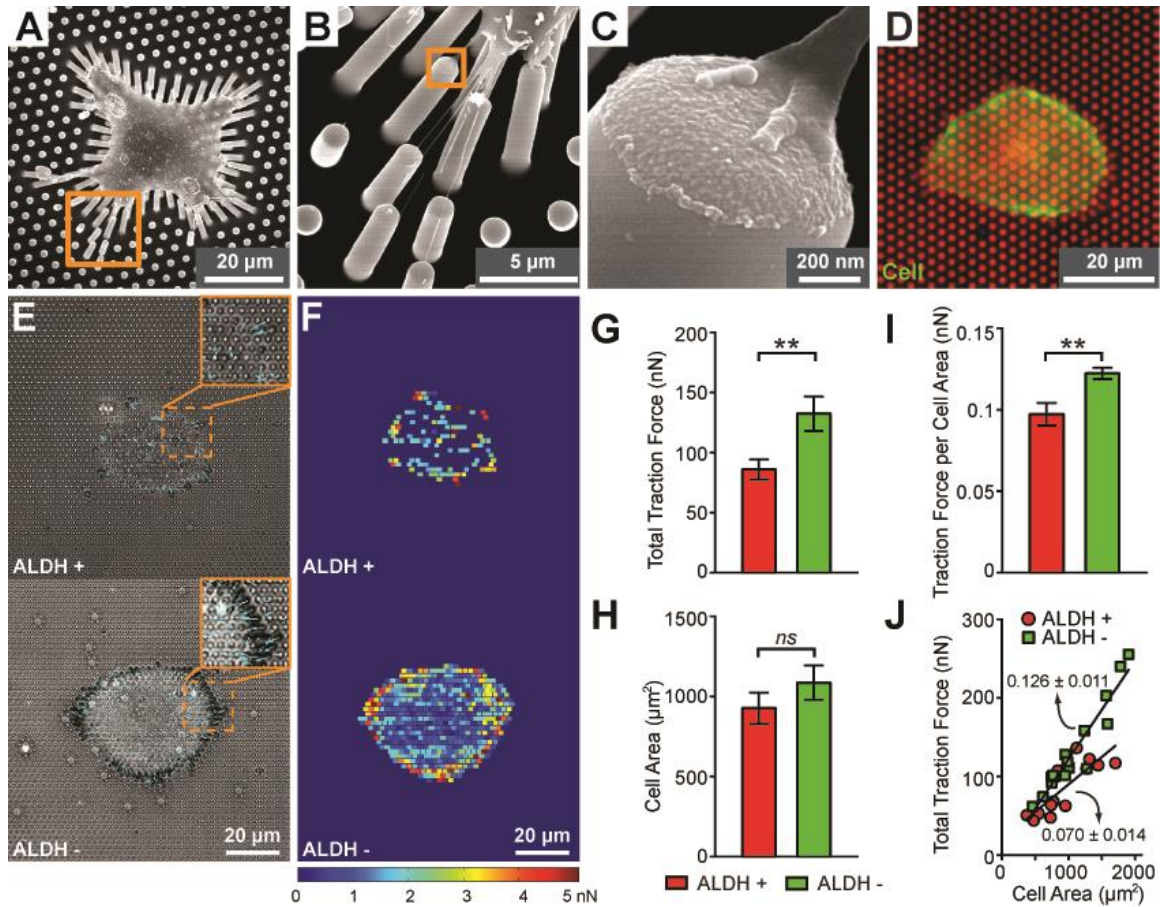 A
20 µm
B
5 µm
C
200 nm
D
Cell
20 µm
E
ALDH +
ALDH -
20 µm
F
ALDH +
ALDH -
20 µm
0 1 2 3 4 5 nN
G
Total Traction Force (nN)
200
150
100
50
0
**
H
Cell Area (µm²)
1500
1000
500
0
ns
I
Traction Force per Cell Area (nN)
0.1
0.05
0
**
J
ALDH +
ALDH -
Total Traction Force (nN)
300
200
100
0
0.126 ± 0.011
0.070 ± 0.014
0 1000 2000
Cell Area (µm²)
ALDH + ALDH -